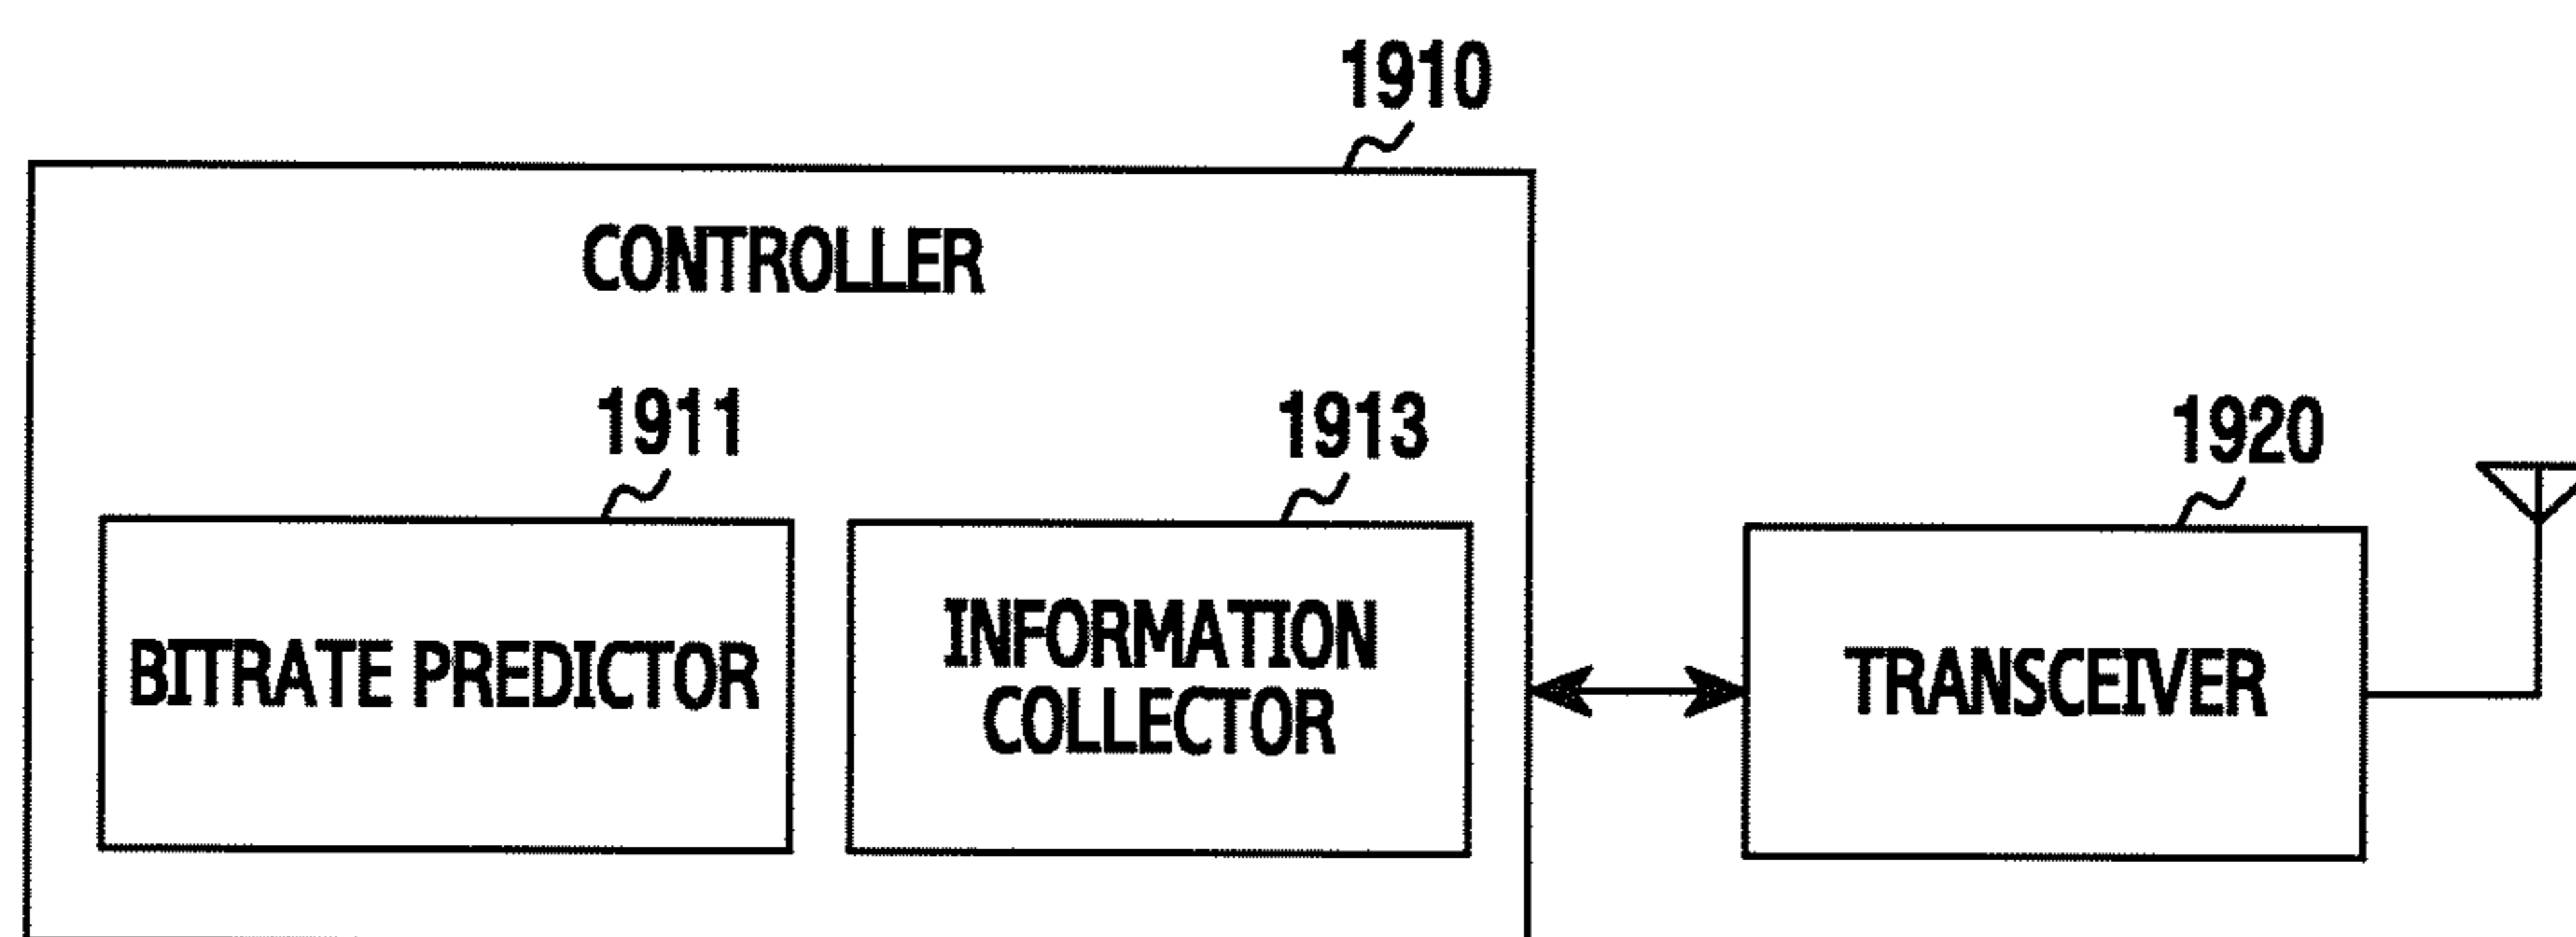 1910
CONTROLLER
1911
1913
1920
BITRATE PREDICTOR
INFORMATION
COLLECTOR
TRANSCEIVER